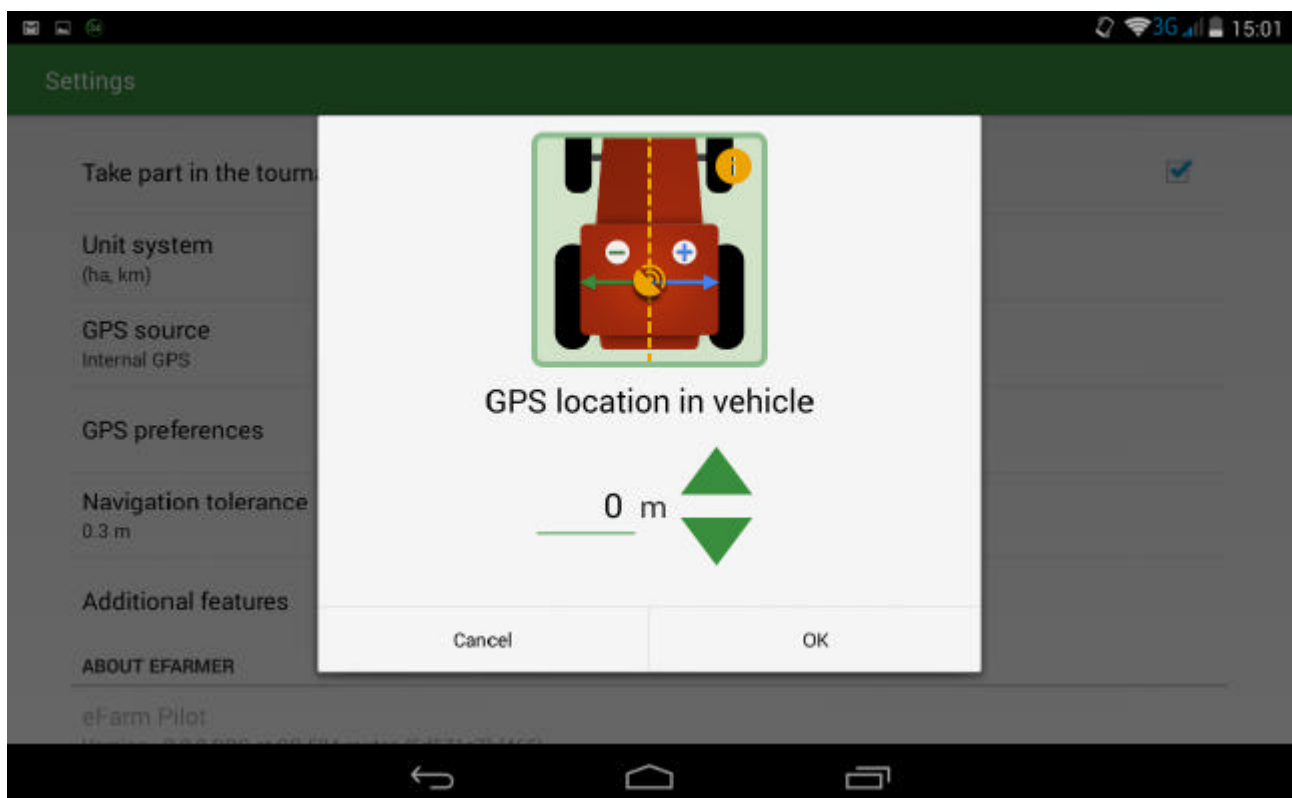 3G 15:01
Settings
Take part in the
Unit system
(ha, km)
GPS source
Internal GPS
GPS preferences
Navigation tolerance
0.3 m
Additional features
ABOUT EFARMER
eFarm Pilot
i
GPS location in vehicle
0 m
Cancel
OK